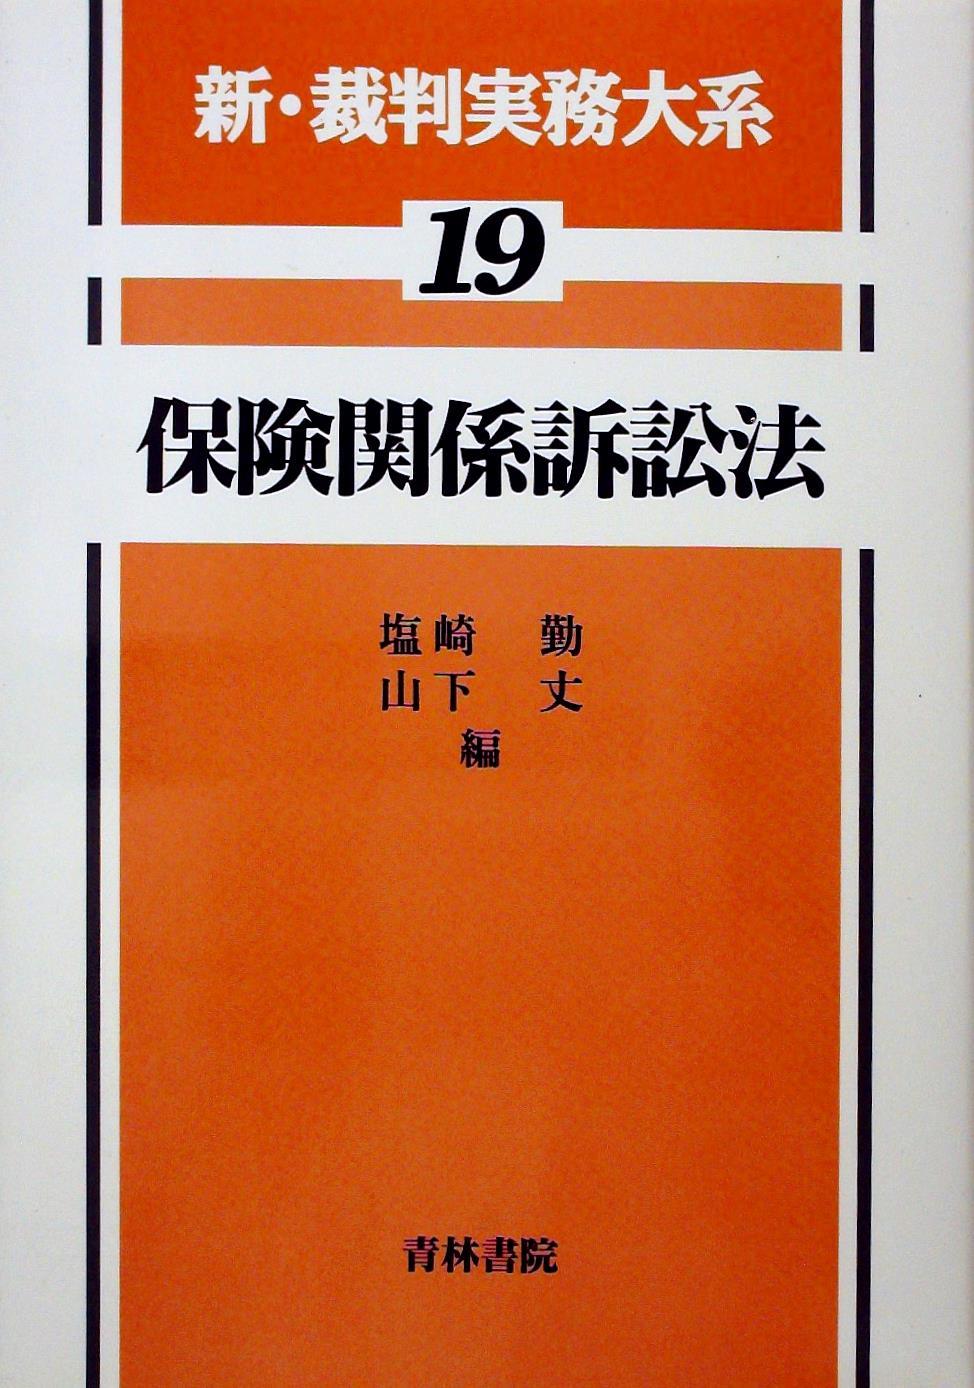 新・裁判実務大系
19
保険関係訴訟法
塩崎　勤
山下　丈
編
青林書院